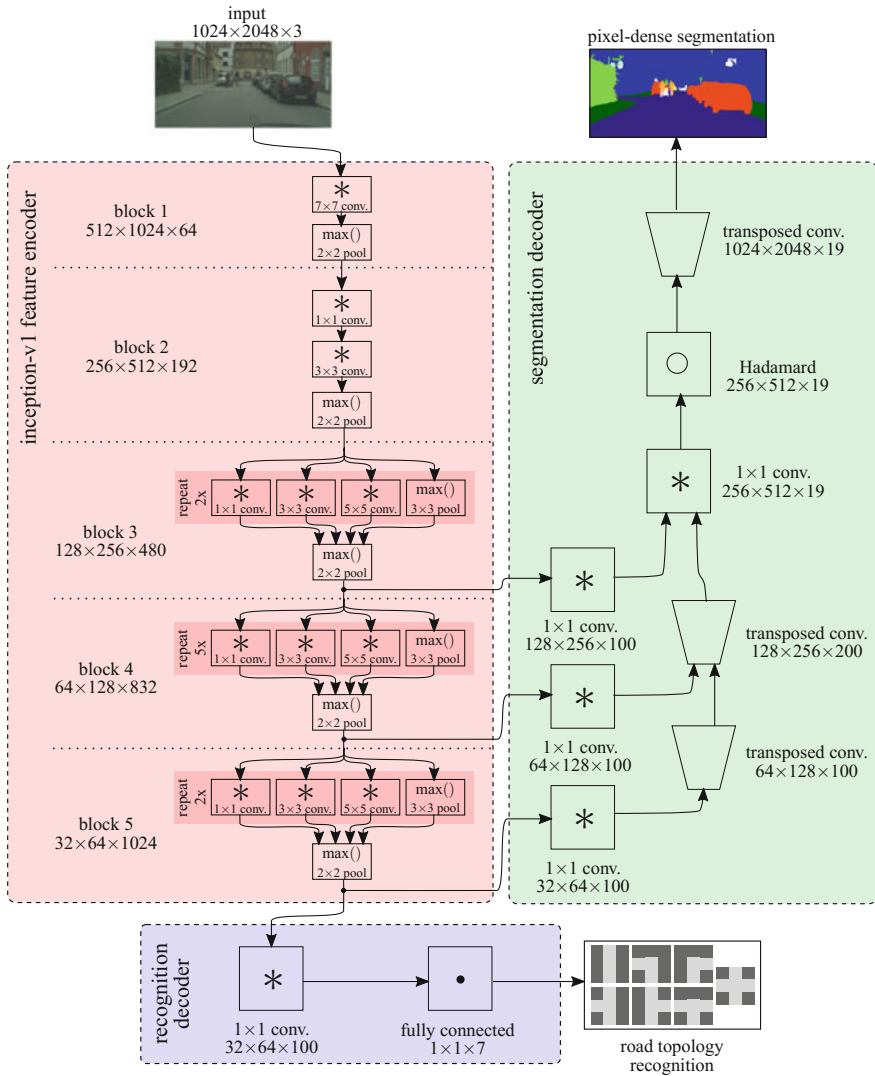 input
1024×2048×3
pixel-dense segmentation
inception-v1 feature encoder
block 1
512×1024×64
*
7×7 conv.
max()
2×2 pool
block 2
256×512×192
*
1×1 conv.
*
3×3 conv.
max()
2×2 pool
block 3
128×256×480
repeat
2x
*
1×1 conv.
*
3×3 conv.
*
5×5 conv.
max()
3×3 pool
max()
2×2 pool
block 4
64×128×832
repeat
5x
*
1×1 conv.
*
3×3 conv.
*
5×5 conv.
max()
3×3 pool
max()
2×2 pool
block 5
32×64×1024
repeat
2x
*
1×1 conv.
*
3×3 conv.
*
5×5 conv.
max()
3×3 pool
max()
2×2 pool
segmentation decoder
transposed conv.
1024×2048×19
Hadamard
256×512×19
*
1×1 conv.
256×512×19
*
1×1 conv.
128×256×100
transposed conv.
128×256×200
*
1×1 conv.
64×128×100
transposed conv.
64×128×100
*
1×1 conv.
32×64×100
recognition
decoder
*
1×1 conv.
32×64×100
fully connected
1×1×7
road topology
recognition